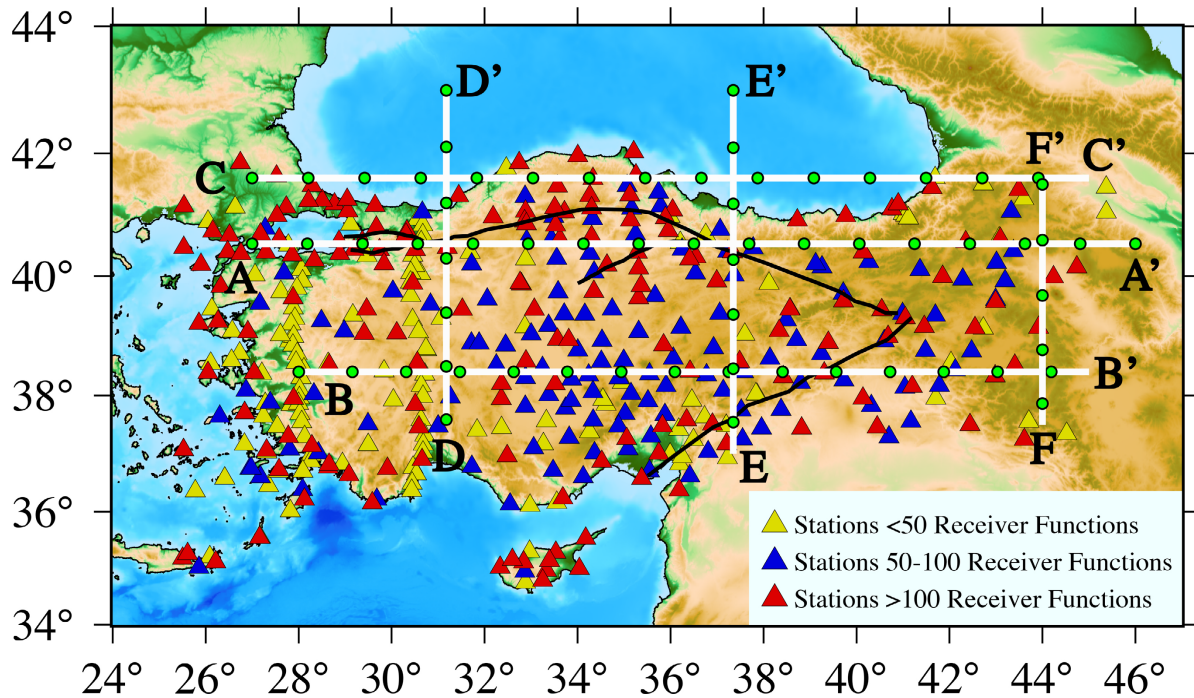 44°
42°
40°
38°
36°
34°
D’ E’
C F’ C’
A A’
B B’
D E F
Stations <50 Receiver Functions
Stations 50-100 Receiver Functions
Stations >100 Receiver Functions
24° 26° 28° 30° 32° 34° 36° 38° 40° 42° 44° 46°